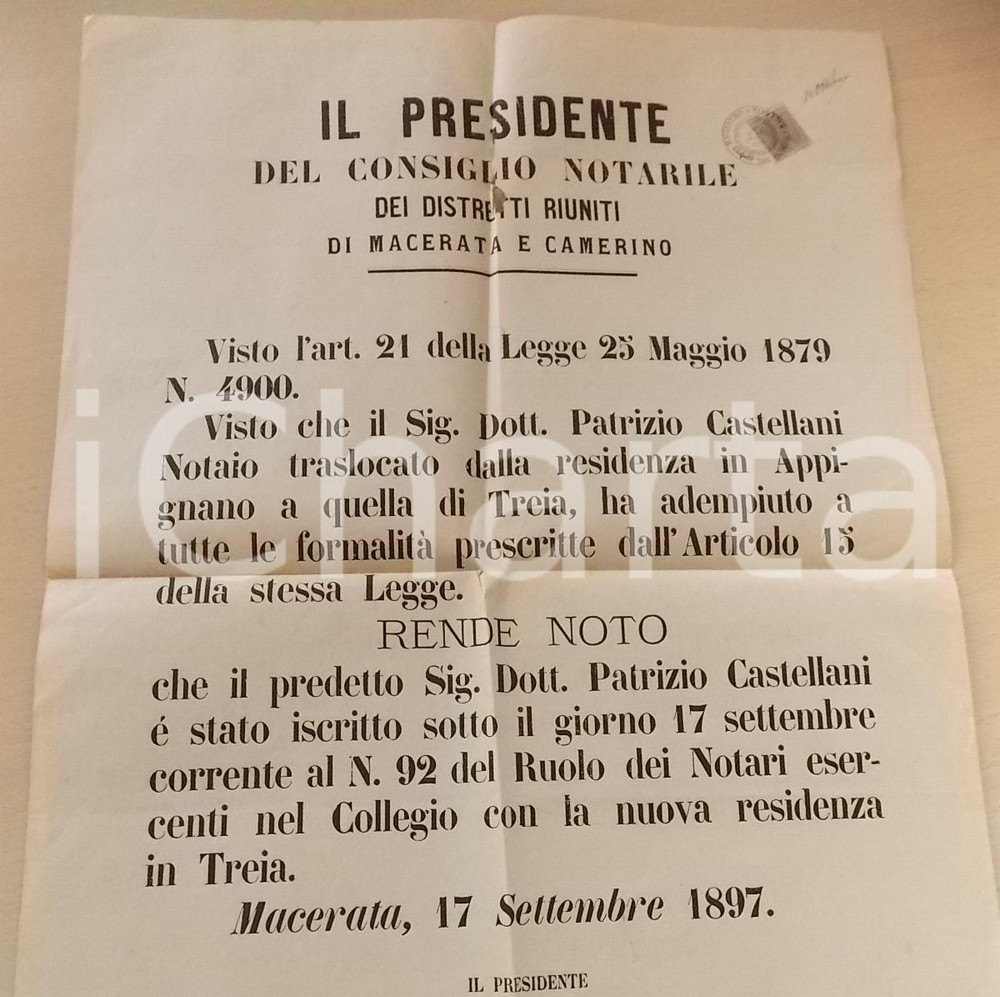 IL PRESIDENTE
DEL CONSIGLIO NOTARILE
DEI DISTRETTI RIUNITI
DI MACERATA E CAMERINO
Visto l'art. 21 della Legge 25 Maggio 1879
N. 4900.
Visto che il Sig. Dott. Patrizio Castellani
Notaio traslocato dalla residenza in Appi-
gnano a quella di Treia, ha adempiuto a
tutte le formalità prescritte dall'Articolo 15
della stessa Legge.
RENDE NOTO
che il predetto Sig. Dott. Patrizio Castellani
é stato iscritto sotto il giorno 17 settembre
corrente al N. 92 del Ruolo dei Notari eser-
centi nel Collegio con la nuova residenza
in Treia.
Macerata, 17 Settembre 1897.
IL PRESIDENTE
iCharta